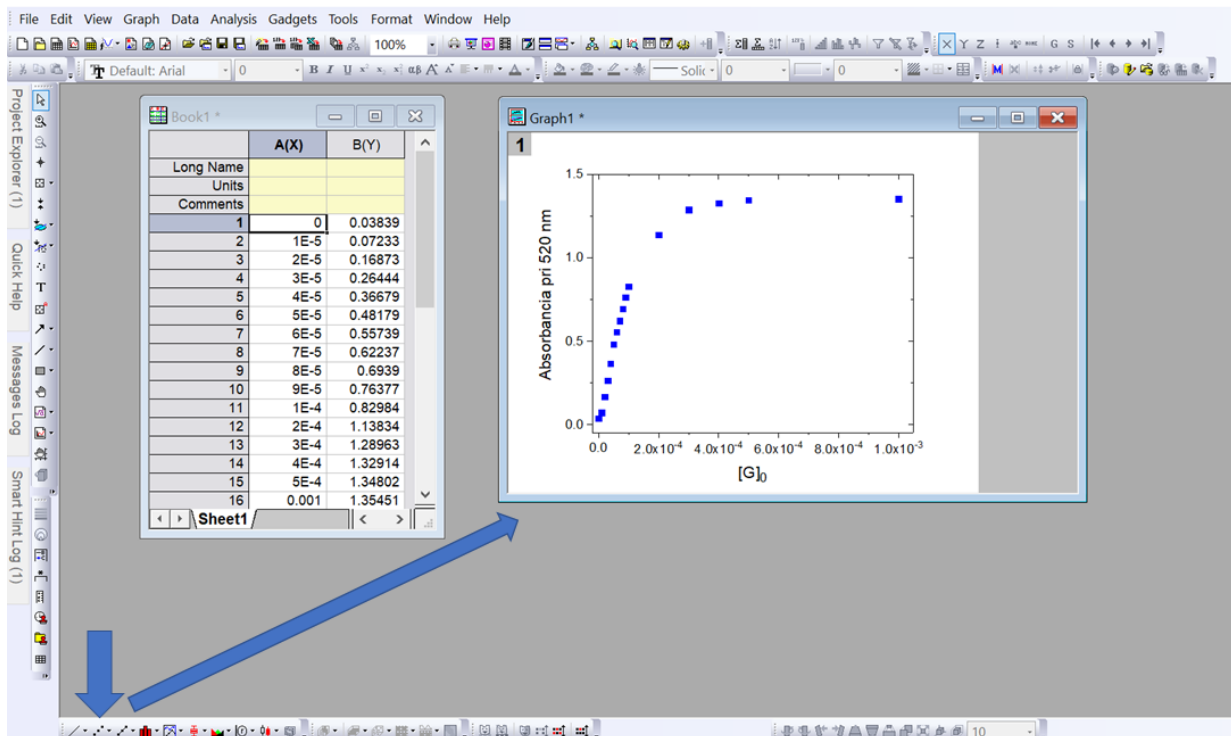 File Edit View Graph Data Analysis Gadgets Tools Format Window Help
100%
X Y Z
G S
Default: Arial
0
B I U
αβ
Solic
0
0
Project Explorer (1)
Quick Help
Messages Log
Smart Hint Log (1)
T
Book1 *
A(X) B(Y)
Long Name
Units
Comments
1 0 0.03839
2 1E-5 0.07233
3 2E-5 0.16873
4 3E-5 0.26444
5 4E-5 0.36679
6 5E-5 0.48179
7 6E-5 0.55739
8 7E-5 0.62237
9 8E-5 0.6939
10 9E-5 0.76377
11 1E-4 0.82984
12 2E-4 1.13834
13 3E-4 1.28963
14 4E-4 1.32914
15 5E-4 1.34802
16 0.001 1.35451
Sheet1
Graph1 *
1
Absorbancia pri 520 nm
1.5
1.0
0.5
0.0
0.0 2.0x10⁻⁴ 4.0x10⁻⁴ 6.0x10⁻⁴ 8.0x10⁻⁴ 1.0x10⁻³
[G]₀
10